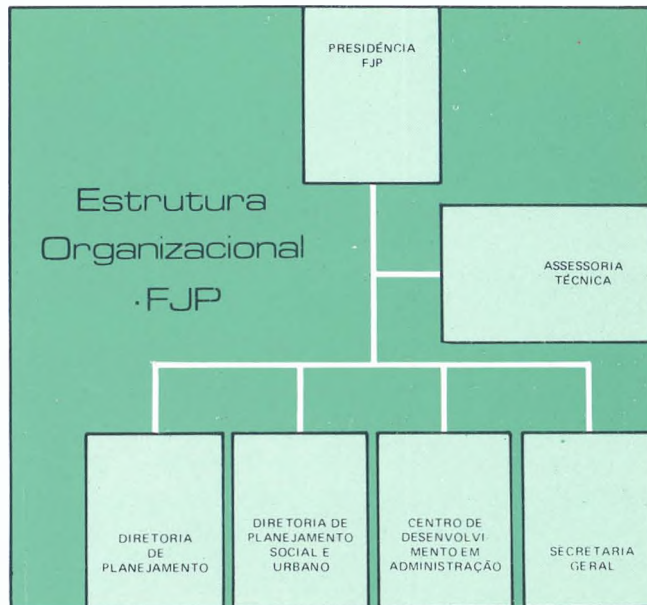 PRESIDÊNCIA
FJP
Estrutura
Organizacional
·FJP
ASSESSORIA
TÉCNICA
DIRETORIA
DE
PLANEJAMENTO
DIRETORIA DE
PLANEJAMENTO
SOCIAL E
URBANO
CENTRO DE
DESENVOLVI-
MENTO EM
ADMINISTRAÇÃO
SECRETARIA
GERAL